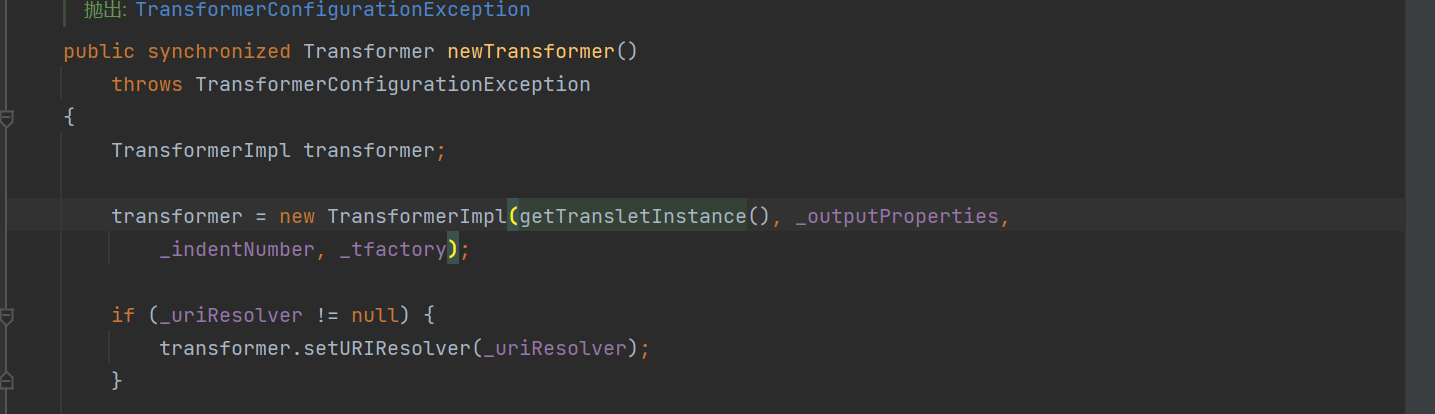 抛出: TransformerConfigurationException
public synchronized Transformer newTransformer()
    throws TransformerConfigurationException
{
    TransformerImpl transformer;
    transformer = new TransformerImpl(getTransletInstance(), _outputProperties,
        _indentNumber, _tfactory);
    if (_uriResolver != null) {
        transformer.setURIResolver(_uriResolver);
    }